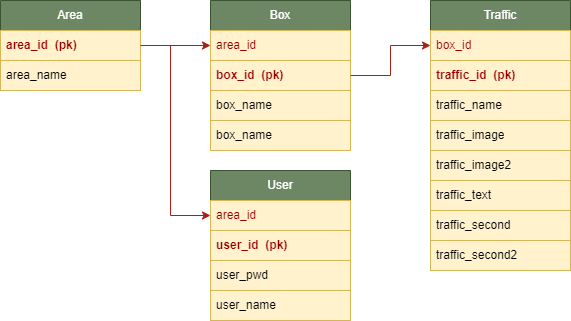 Area
area_id (pk)
area_name
Box
area_id
box_id (pk)
box_name
box_name
User
area_id
user_id (pk)
user_pwd
user_name
Traffic
box_id
traffic_id (pk)
traffic_name
traffic_image
traffic_image2
traffic_text
traffic_second
traffic_second2